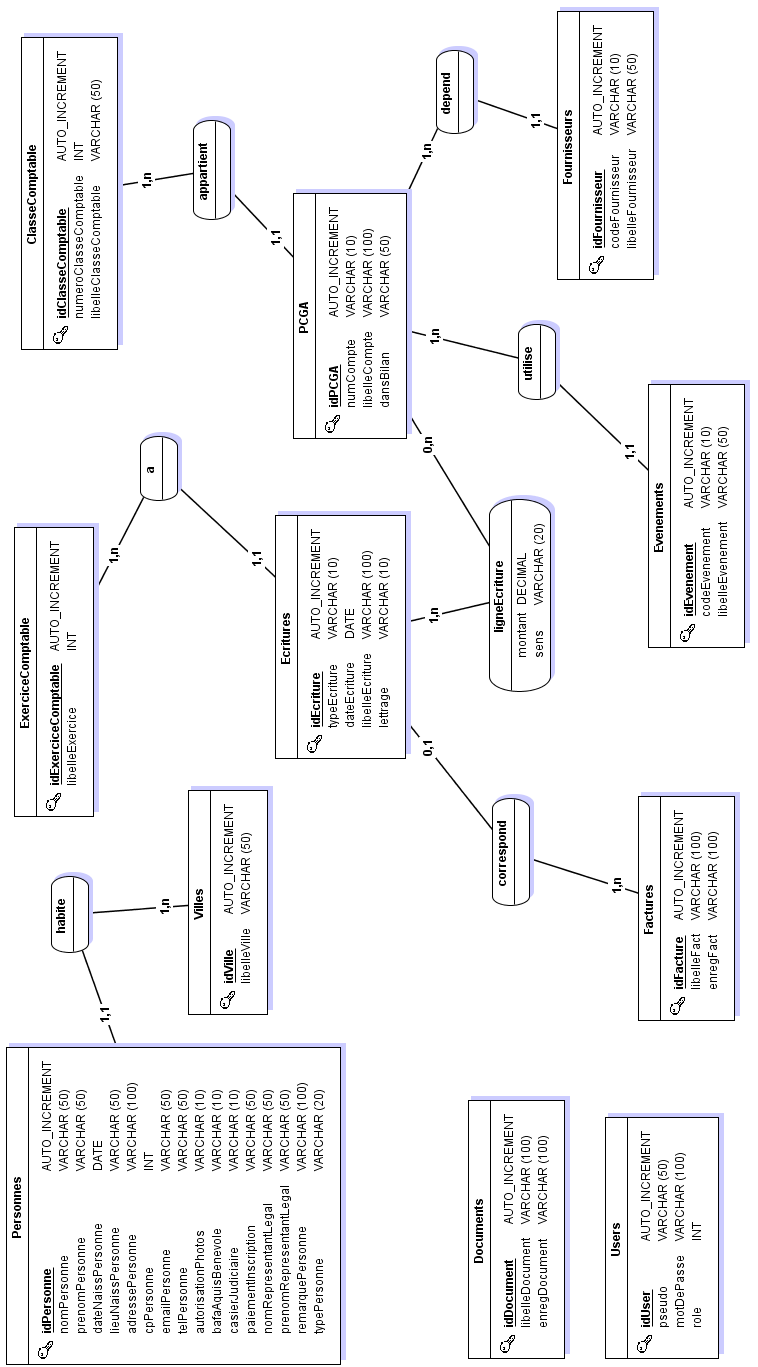 Personnes
idPersonne AUTO_INCREMENT
nomPersonne VARCHAR (50)
prenomPersonne VARCHAR (50)
dateNaissPersonne DATE
lieuNaissPersonne VARCHAR (50)
adressePersonne VARCHAR (100)
cpPersonne INT
emailPersonne VARCHAR (50)
telPersonne VARCHAR (50)
autorisationPhotos VARCHAR (10)
bafaAquisBenevole VARCHAR (10)
casierJudiciaire VARCHAR (10)
paiementInscription VARCHAR (50)
nomRepresentantLegal VARCHAR (50)
prenomRepresentantLegal VARCHAR (50)
remarquePersonne VARCHAR (100)
typePersonne VARCHAR (20)
1,1
habite
1,n
Villes
idVille AUTO_INCREMENT
libelleVille VARCHAR (50)
ExerciceComptable
idExerciceComptable AUTO_INCREMENT
libelleExercice INT
1,n
a
1,1
Ecritures
idEcriture AUTO_INCREMENT
typeEcriture VARCHAR (10)
dateEcriture DATE
libelleEcriture VARCHAR (100)
lettrage VARCHAR (10)
ClasseComptable
idClasseComptable AUTO_INCREMENT
numeroClasseComptable INT
libelleClasseComptable VARCHAR (50)
1,n
appartient
1,1
PCGA
idPCGA AUTO_INCREMENT
numCompte VARCHAR (10)
libelleCompte VARCHAR (100)
dansBilan VARCHAR (50)
1,n
depend
1,1
Fournisseurs
idFournisseur AUTO_INCREMENT
codeFournisseur VARCHAR (10)
libelleFournisseur VARCHAR (50)
1,n
utilise
1,1
Evenements
idEvenement AUTO_INCREMENT
codeEvenement VARCHAR (10)
libelleEvenement VARCHAR (50)
0,n
1,n
ligneEcriture
montant DECIMAL
sens VARCHAR (20)
0,1
correspond
1,n
Factures
idFacture AUTO_INCREMENT
libelleFact VARCHAR (100)
enregFact VARCHAR (100)
Documents
idDocument AUTO_INCREMENT
libelleDocument VARCHAR (100)
enregDocument VARCHAR (100)
Users
idUser AUTO_INCREMENT
pseudo VARCHAR (50)
motDePasse VARCHAR (100)
role INT